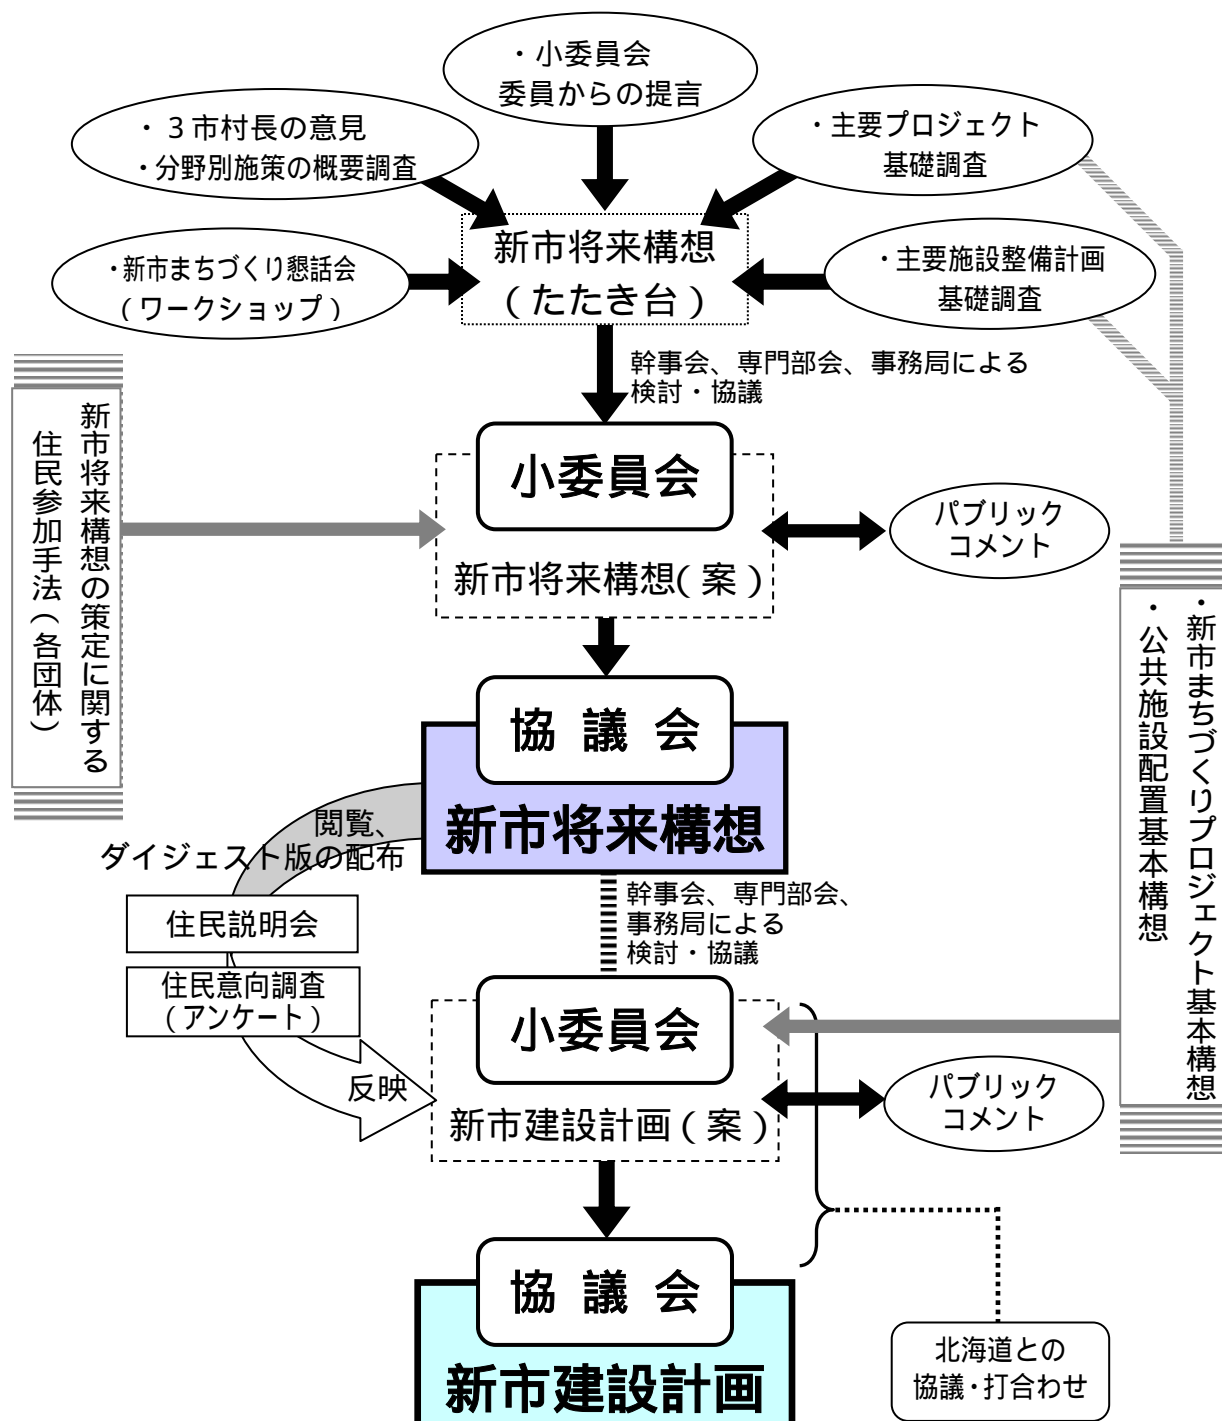 ・小委員会
委員からの提言
・３市村長の意見
・分野別施策の概要調査
・主要プロジェクト
基礎調査
・新市まちづくり懇話会
（ワークショップ）
新市将来構想
（たたき台）
・主要施設整備計画
基礎調査
幹事会、専門部会、事務局による
検討・協議
新市将来構想の策定に関する
住民参加手法（各団体）
小委員会
新市将来構想（案）
パブリック
コメント
・新市まちづくりプロジェクト基本構想
・公共施設配置基本構想
協議会
新市将来構想
閲覧、
ダイジェスト版の配布
幹事会、専門部会、
事務局による
検討・協議
住民説明会
住民意向調査
（アンケート）
反映
小委員会
新市建設計画（案）
パブリック
コメント
協議会
新市建設計画
北海道との
協議・打合わせ